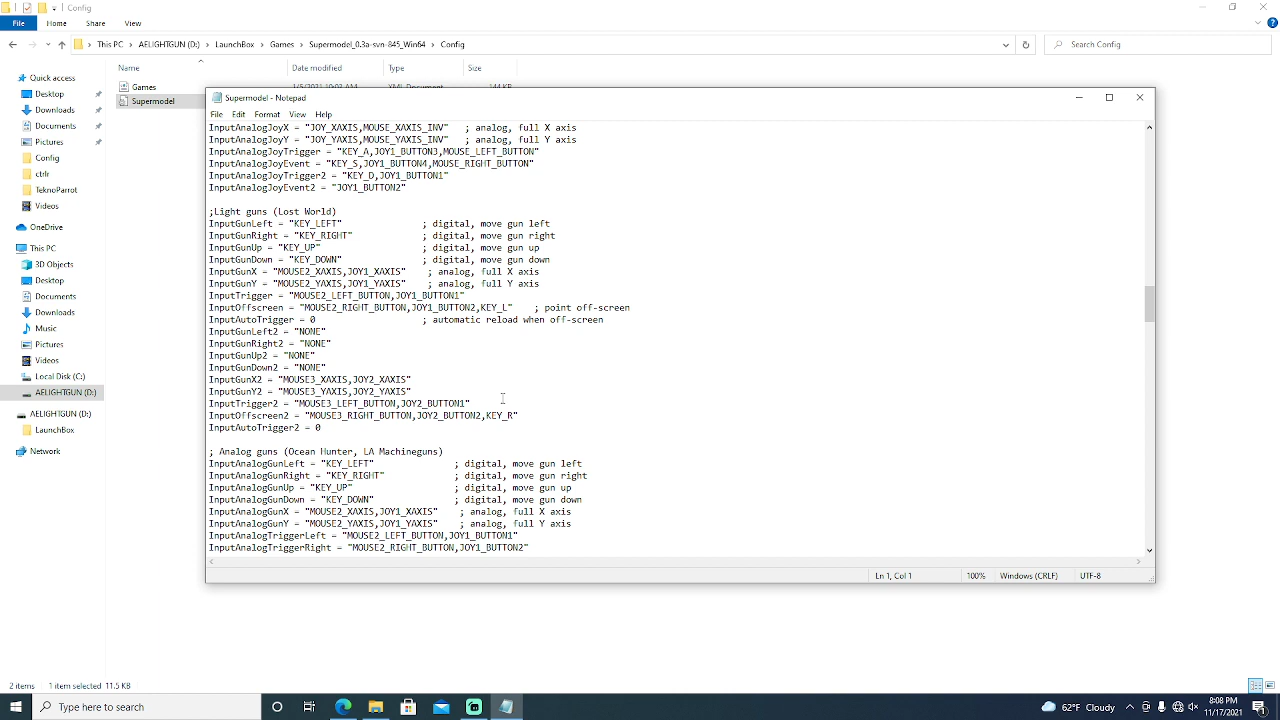 Config
File Home Share View
This PC > AELIGHTGUN (D:) > LaunchBox > Games > Supermodel_0.3a-svn-845_Win64 > Config
Search Config
Name Date modified Type Size
Quick access
Desktop
Downloads
Documents
Pictures
Config
ctrlr
TeknoParrot
Videos
OneDrive
This PC
3D Objects
Desktop
Documents
Downloads
Music
Pictures
Videos
Local Disk (C:)
AELIGHTGUN (D:)
AELIGHTGUN (D:)
LaunchBox
Network
Games
Supermodel
Supermodel - Notepad
File Edit Format View Help
InputAnalogJoyX = "JOY_XAXIS,MOUSE_XAXIS_INV" ; analog, full X axis
InputAnalogJoyY = "JOY_YAXIS,MOUSE_YAXIS_INV" ; analog, full Y axis
InputAnalogJoyTrigger = "KEY_A,JOY1_BUTTON3,MOUSE_LEFT_BUTTON"
InputAnalogJoyEvent = "KEY_S,JOY1_BUTTON4,MOUSE_RIGHT_BUTTON"
InputAnalogJoyTrigger2 = "KEY_D,JOY1_BUTTON1"
InputAnalogJoyEvent2 = "JOY1_BUTTON2"
;Light guns (Lost World)
InputGunLeft = "KEY_LEFT" ; digital, move gun left
InputGunRight = "KEY_RIGHT" ; digital, move gun right
InputGunUp = "KEY_UP" ; digital, move gun up
InputGunDown = "KEY_DOWN" ; digital, move gun down
InputGunX = "MOUSE2_XAXIS,JOY1_XAXIS" ; analog, full X axis
InputGunY = "MOUSE2_YAXIS,JOY1_YAXIS" ; analog, full Y axis
InputTrigger = "MOUSE2_LEFT_BUTTON,JOY1_BUTTON1"
InputOffscreen = "MOUSE2_RIGHT_BUTTON,JOY1_BUTTON2,KEY_L" ; point off-screen
InputAutoTrigger = 0 ; automatic reload when off-screen
InputGunLeft2 = "NONE"
InputGunRight2 = "NONE"
InputGunUp2 = "NONE"
InputGunDown2 = "NONE"
InputGunX2 = "MOUSE3_XAXIS,JOY2_XAXIS"
InputGunY2 = "MOUSE3_YAXIS,JOY2_YAXIS"
InputTrigger2 = "MOUSE3_LEFT_BUTTON,JOY2_BUTTON1"
InputOffscreen2 = "MOUSE3_RIGHT_BUTTON,JOY2_BUTTON2,KEY_R"
InputAutoTrigger2 = 0
; Analog guns (Ocean Hunter, LA Machineguns)
InputAnalogGunLeft = "KEY_LEFT" ; digital, move gun left
InputAnalogGunRight = "KEY_RIGHT" ; digital, move gun right
InputAnalogGunUp = "KEY_UP" ; digital, move gun up
InputAnalogGunDown = "KEY_DOWN" ; digital, move gun down
InputAnalogGunX = "MOUSE2_XAXIS,JOY1_XAXIS" ; analog, full X axis
InputAnalogGunY = "MOUSE2_YAXIS,JOY1_YAXIS" ; analog, full Y axis
InputAnalogTriggerLeft = "MOUSE2_LEFT_BUTTON,JOY1_BUTTON1"
InputAnalogTriggerRight = "MOUSE2_RIGHT_BUTTON,JOY1_BUTTON2"
Ln 1, Col 1 100% Windows (CRLF) UTF-8
2 items 1 item selected 11.5 KB
Type here to search
62°F Cloudy
8:08 PM
11/17/2021